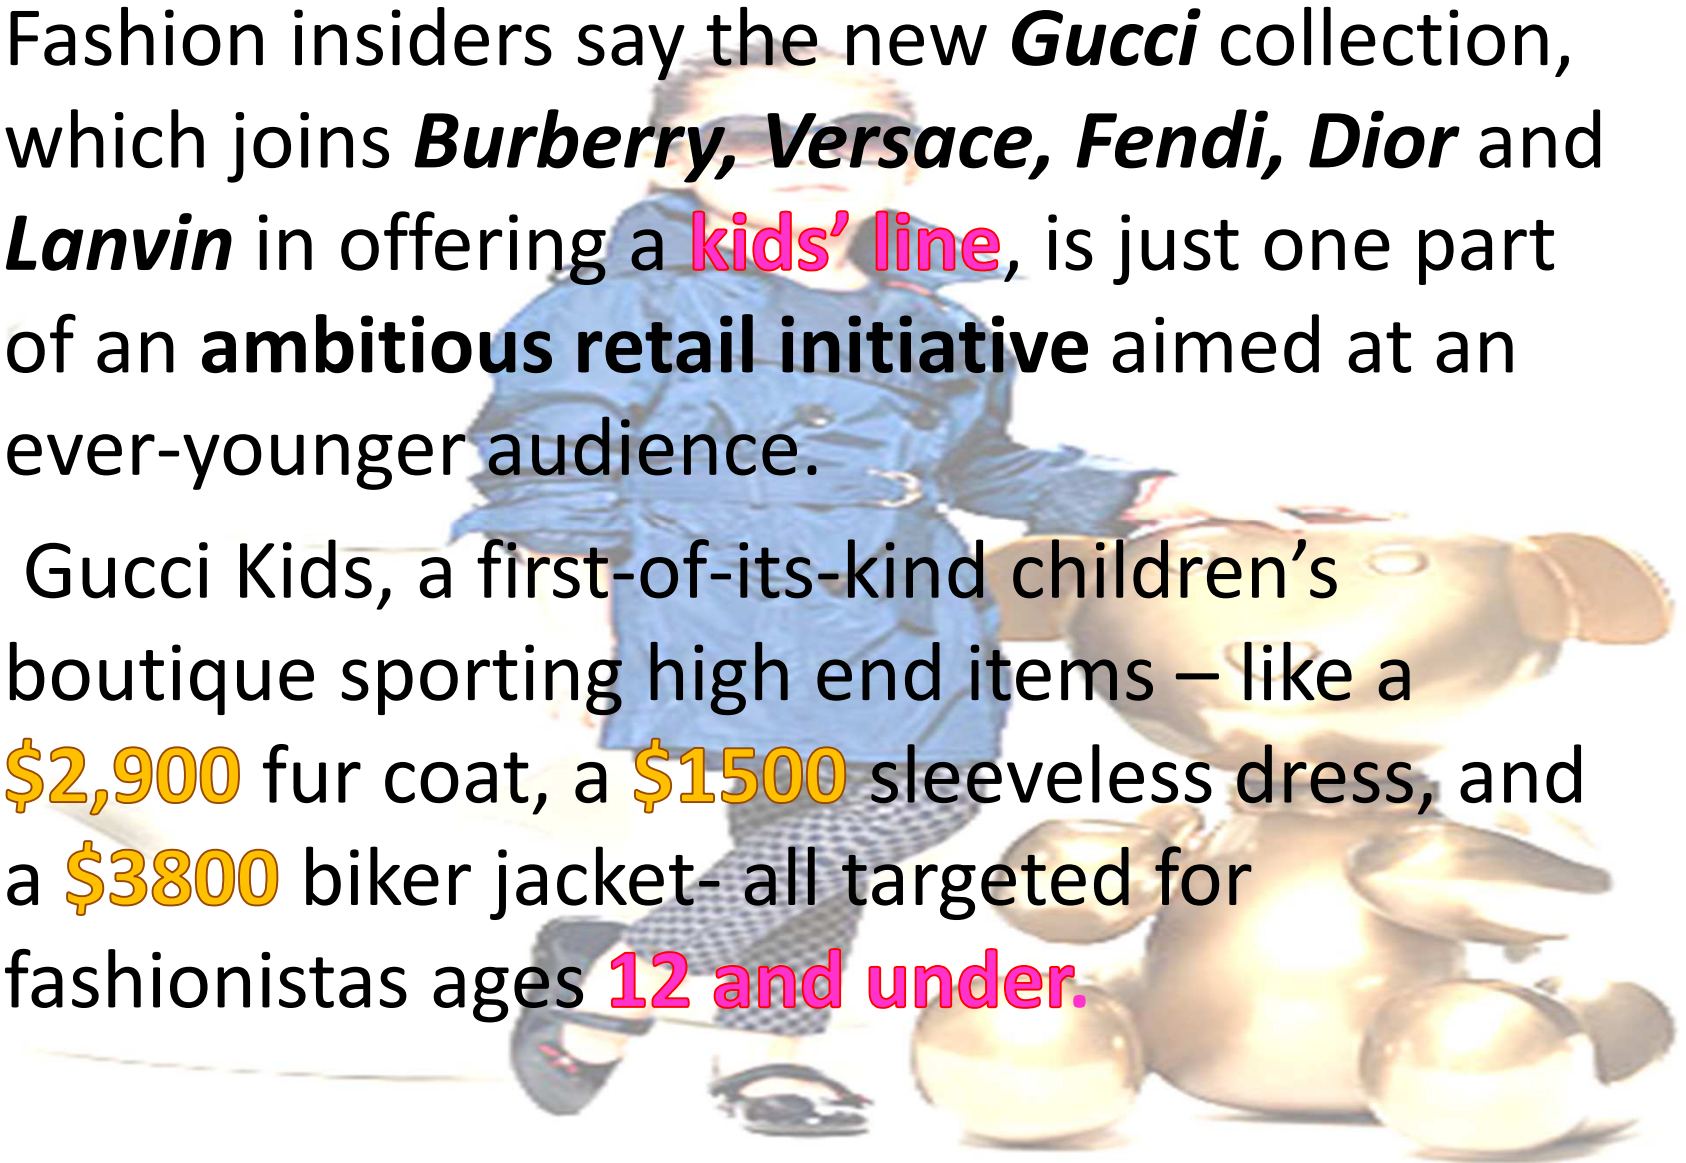 Fashion insiders say the new Gucci collection,
which joins Burberry, Versace, Fendi, Dior and
Lanvin in offering a kids’ line, is just one part
of an ambitious retail initiative aimed at an
ever-younger audience.
Gucci Kids, a first-of-its-kind children’s
boutique sporting high end items – like a
$2,900 fur coat, a $1500 sleeveless dress, and
a $3800 biker jacket- all targeted for
fashionistas ages 12 and under.